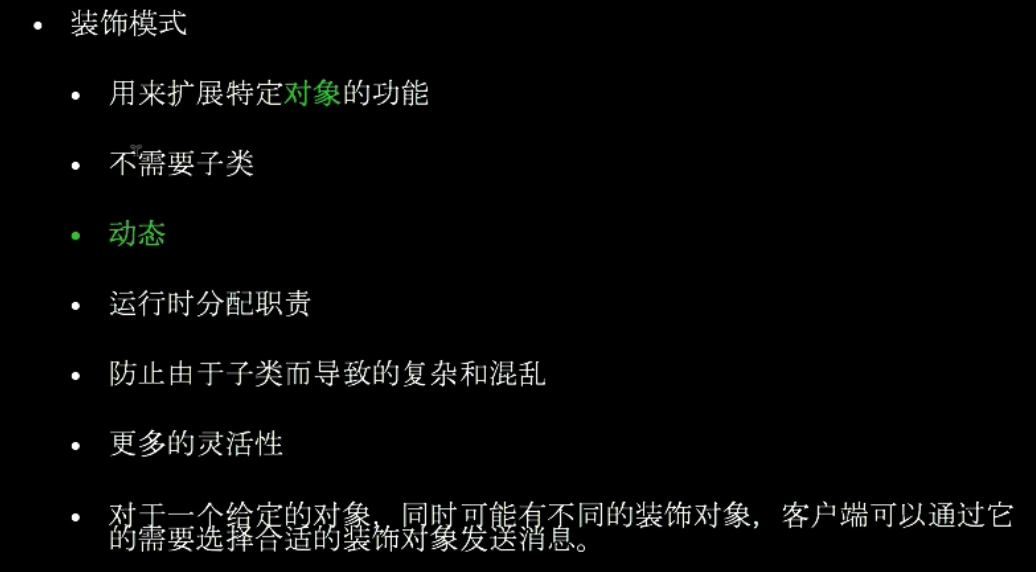 装饰模式
用来扩展特定对象的功能
不需要子类
动态
运行时分配职责
防止由于子类而导致的复杂和混乱
更多的灵活性
对于一个给定的对象，同时可能有不同的装饰对象，客户端可以通过它
的需要选择合适的装饰对象发送消息。